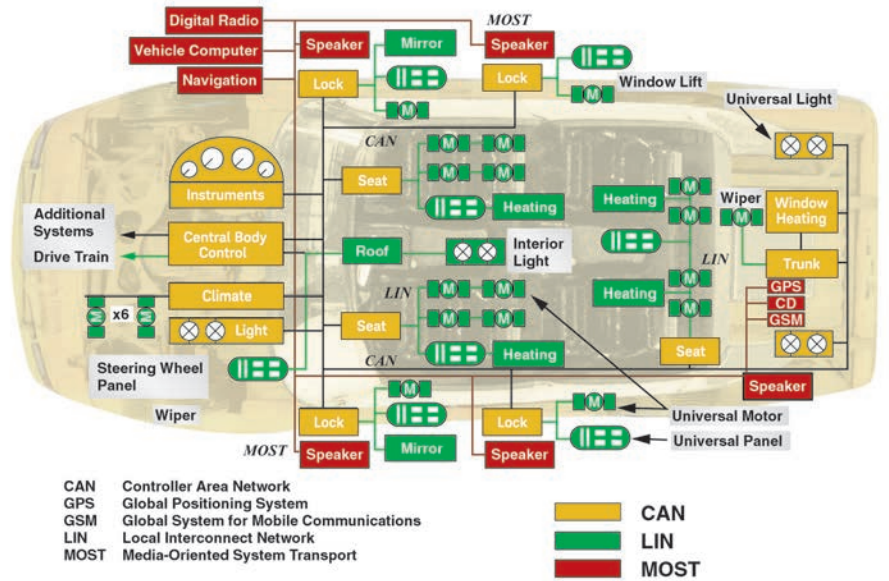 Digital Radio
MOST
Vehicle Computer
Speaker
Mirror
Speaker
Navigation
Lock
Lock
Window Lift
M
M
Universal Light
CAN
M
M
Seat
M
M
Instruments
Heating
Heating
M
M
Wiper
M
Window
Heating
Additional
Systems
Drive Train
Central Body
Control
Roof
Interior
Light
LIN
Trunk
Climate
LIN
M
M
Heating
M
M
GPS
CD
GSM
M
x6
M
Light
Seat
M
M
Heating
Seat
Steering Wheel
Panel
CAN
Speaker
Wiper
Lock
M
Lock
M
Universal Motor
MOST
Speaker
Mirror
Speaker
Universal Panel
CAN Controller Area Network
GPS Global Positioning System
GSM Global System for Mobile Communications
LIN Local Interconnect Network
MOST Media-Oriented System Transport
CAN
LIN
MOST